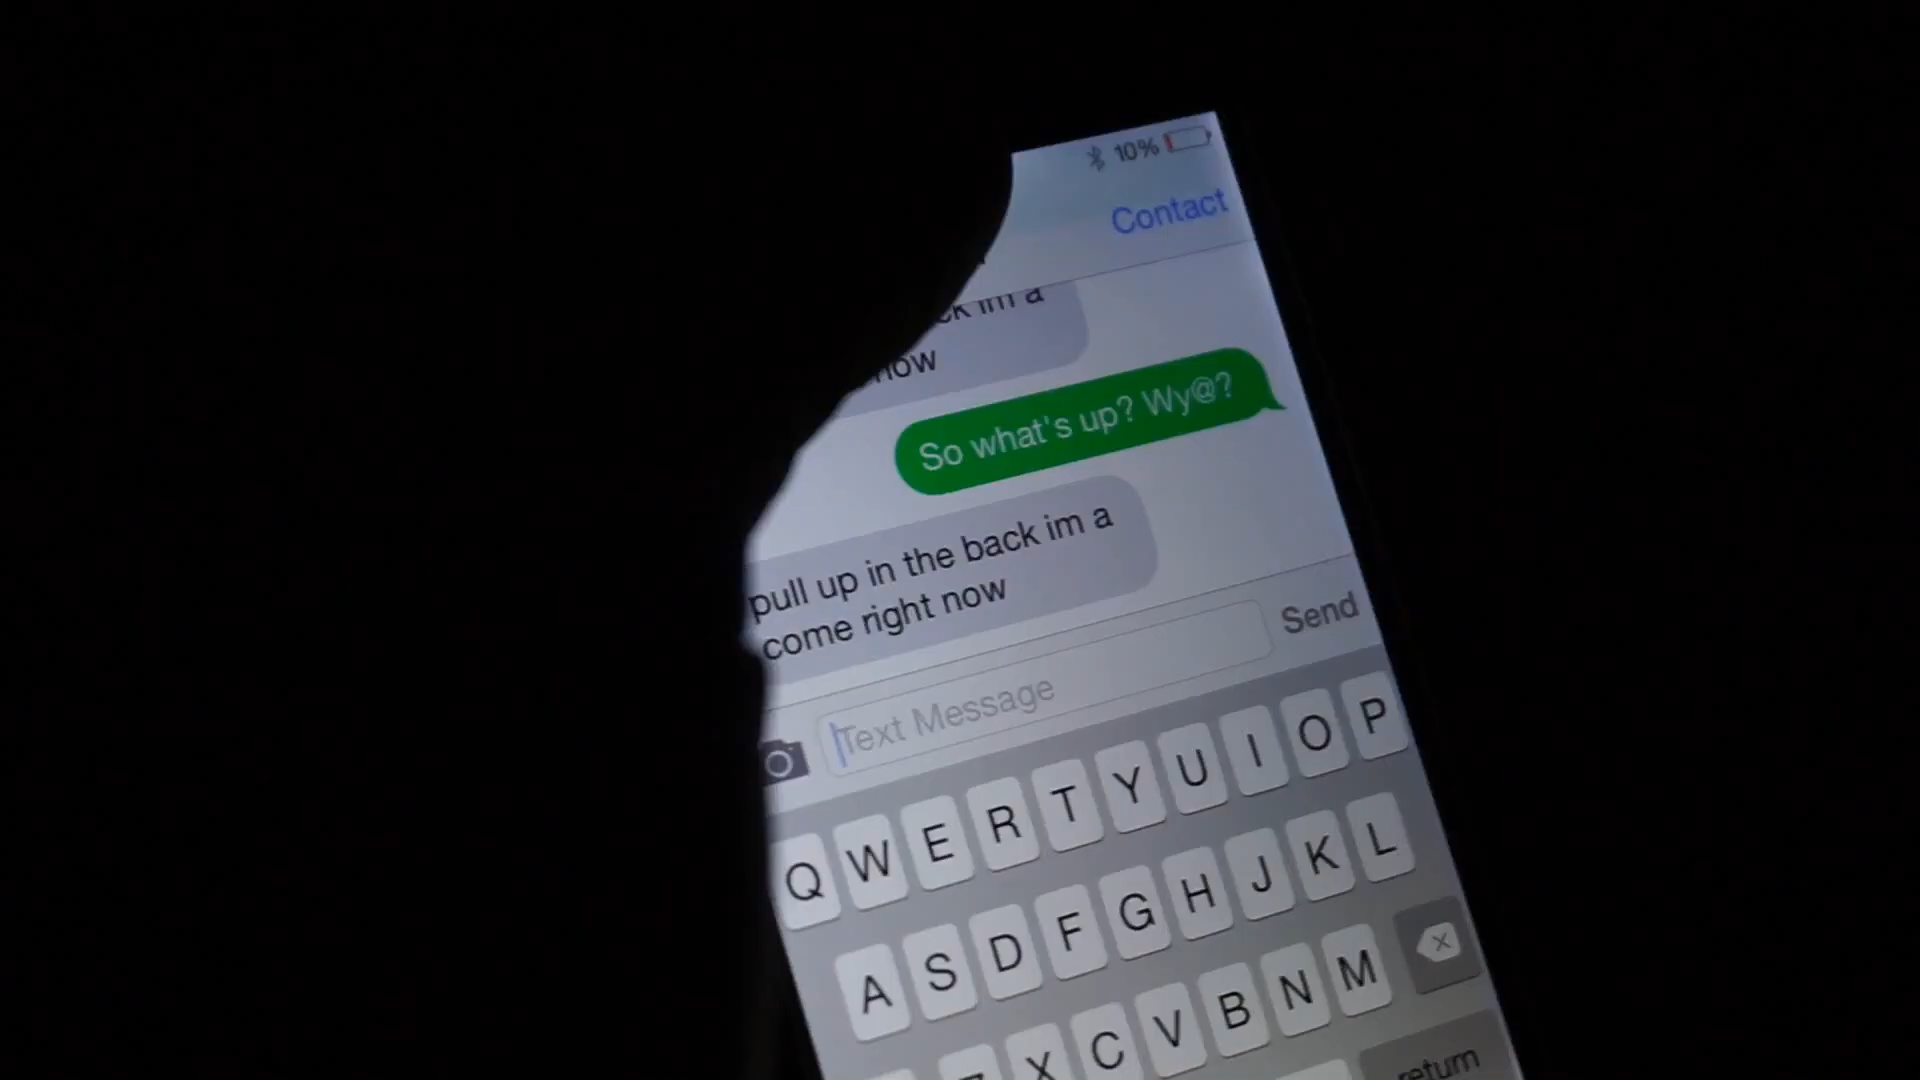 10%
Contact
im a
now
So what's up? Wy@?
pull up in the back im a
come right now
Text Message
Send
Q W E R T Y U I O P
A S D F G H J K L
X C V B N M
return